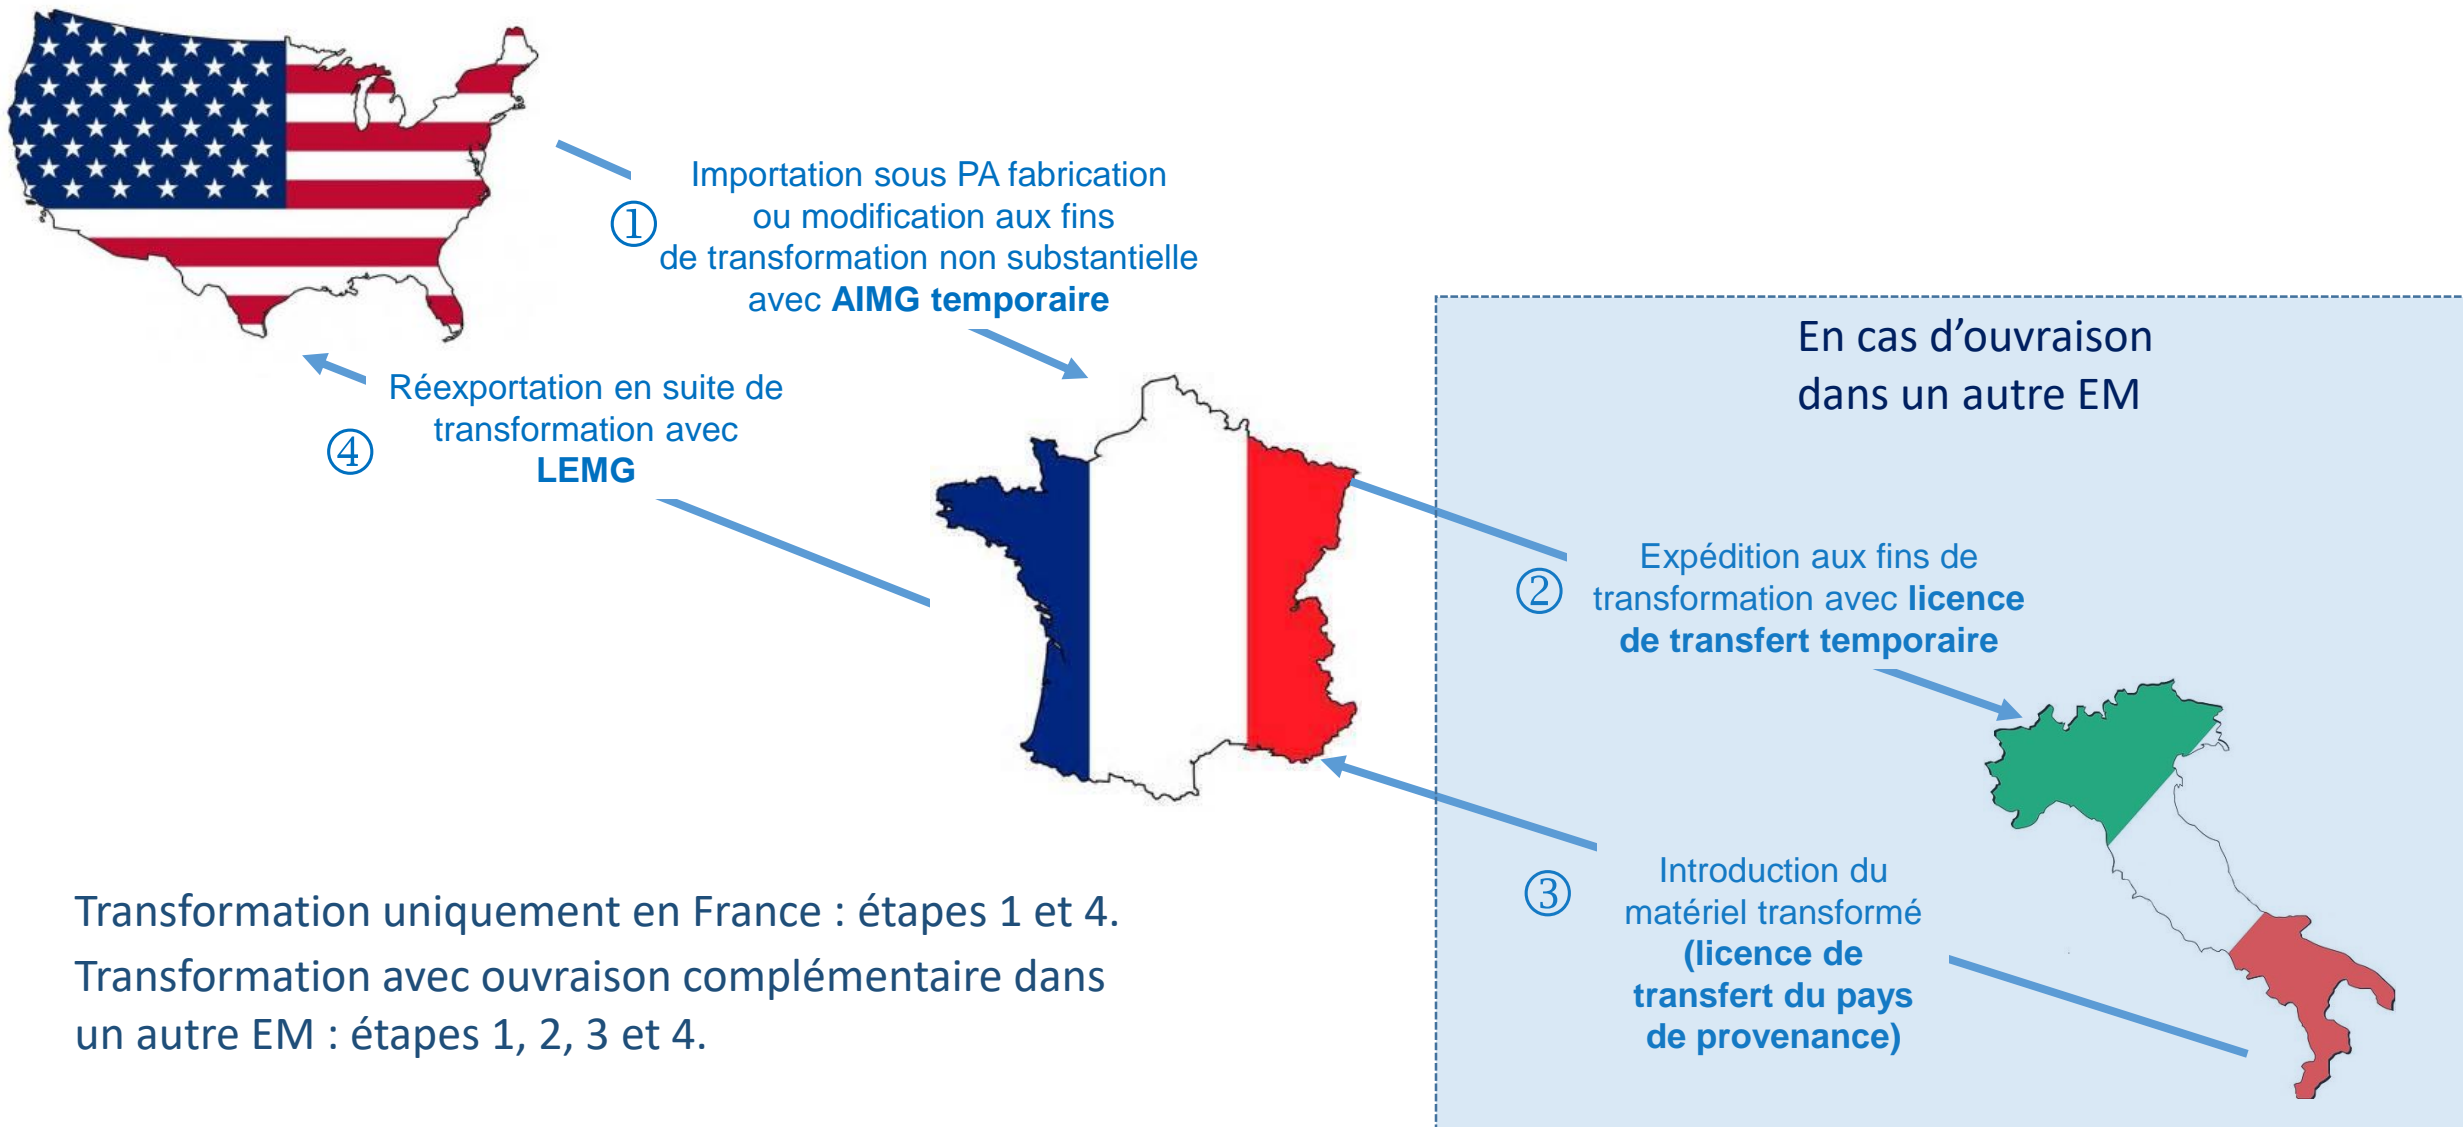 ①
Importation sous PA fabrication
ou modification aux fins
de transformation non substantielle
avec AIMG temporaire
En cas d’ouvraison
dans un autre EM
②
Expédition aux fins de
transformation avec licence
de transfert temporaire
③
Introduction du
matériel transformé
(licence de
transfert du pays
de provenance)
④
Réexportation en suite de
transformation avec
LEMG
Transformation uniquement en France : étapes 1 et 4.
Transformation avec ouvraison complémentaire dans
un autre EM : étapes 1, 2, 3 et 4.